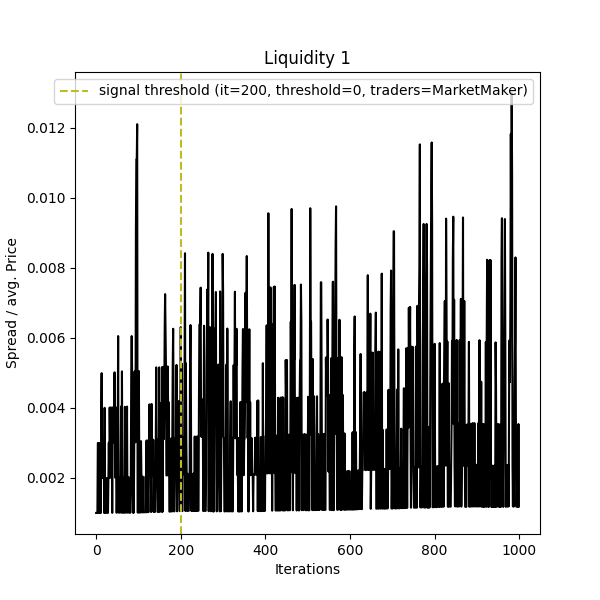 Liquidity 1
signal threshold (it=200, threshold=0, traders=MarketMaker)
Spread / avg. Price
0.012
0.010
0.008
0.006
0.004
0.002
0 200 400 600 800 1000
Iterations